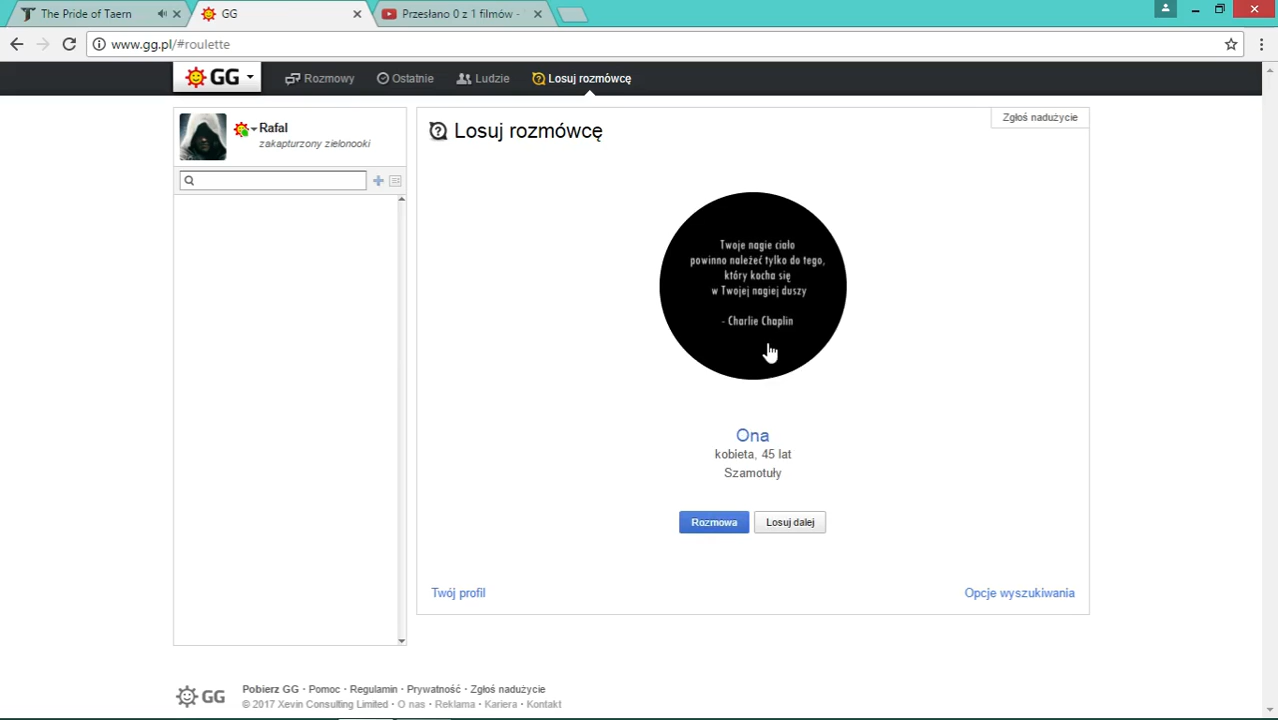 The Pride of Taern
GG
Przesłano 0 z 1 filmów -
www.gg.pl/#roulette
GG
Rozmowy
Ostatnie
Ludzie
Losuj rozmówcę
Rafal
zakapturzony zielonooki
Losuj rozmówcę
Zgłoś nadużycie
Twoje nagie ciało
powinno należeć tylko do tego,
który kocha się
w Twojej nagiej duszy
- Charlie Chaplin
Ona
kobieta, 45 lat
Szamotuły
Rozmowa
Losuj dalej
Twój profil
Opcje wyszukiwania
GG
Pobierz GG · Pomoc · Regulamin · Prywatność · Zgłoś nadużycie
© 2017 Xevin Consulting Limited · O nas · Reklama · Kariera · Kontakt